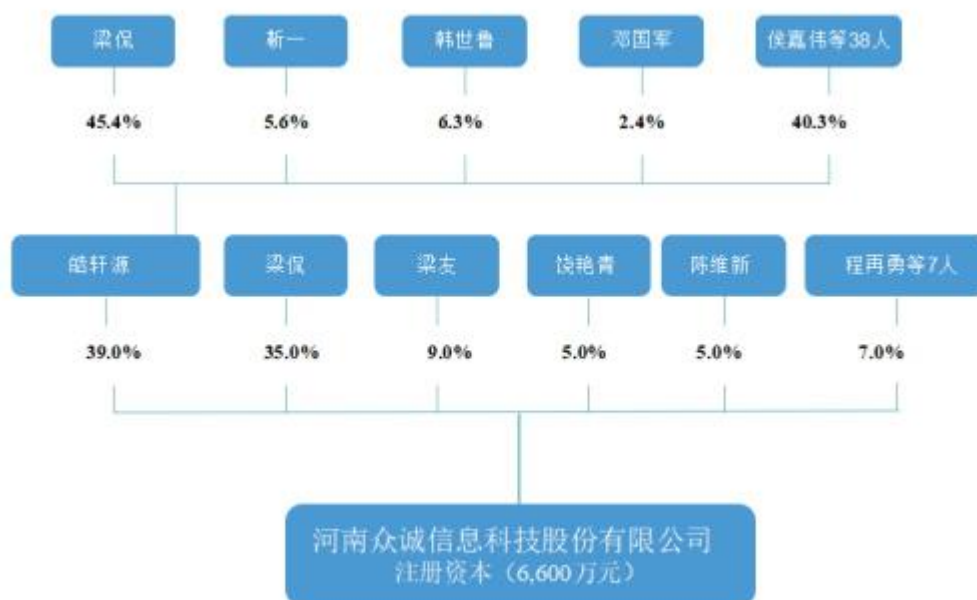 梁侃
靳一
韩世鲁
邓国军
侯嘉伟等38人
45.4%
5.6%
6.3%
2.4%
40.3%
皓轩源
梁侃
梁友
饶艳青
陈维新
程再勇等7人
39.0%
35.0%
9.0%
5.0%
5.0%
7.0%
河南众诚信息科技股份有限公司
注册资本（6,600万元）